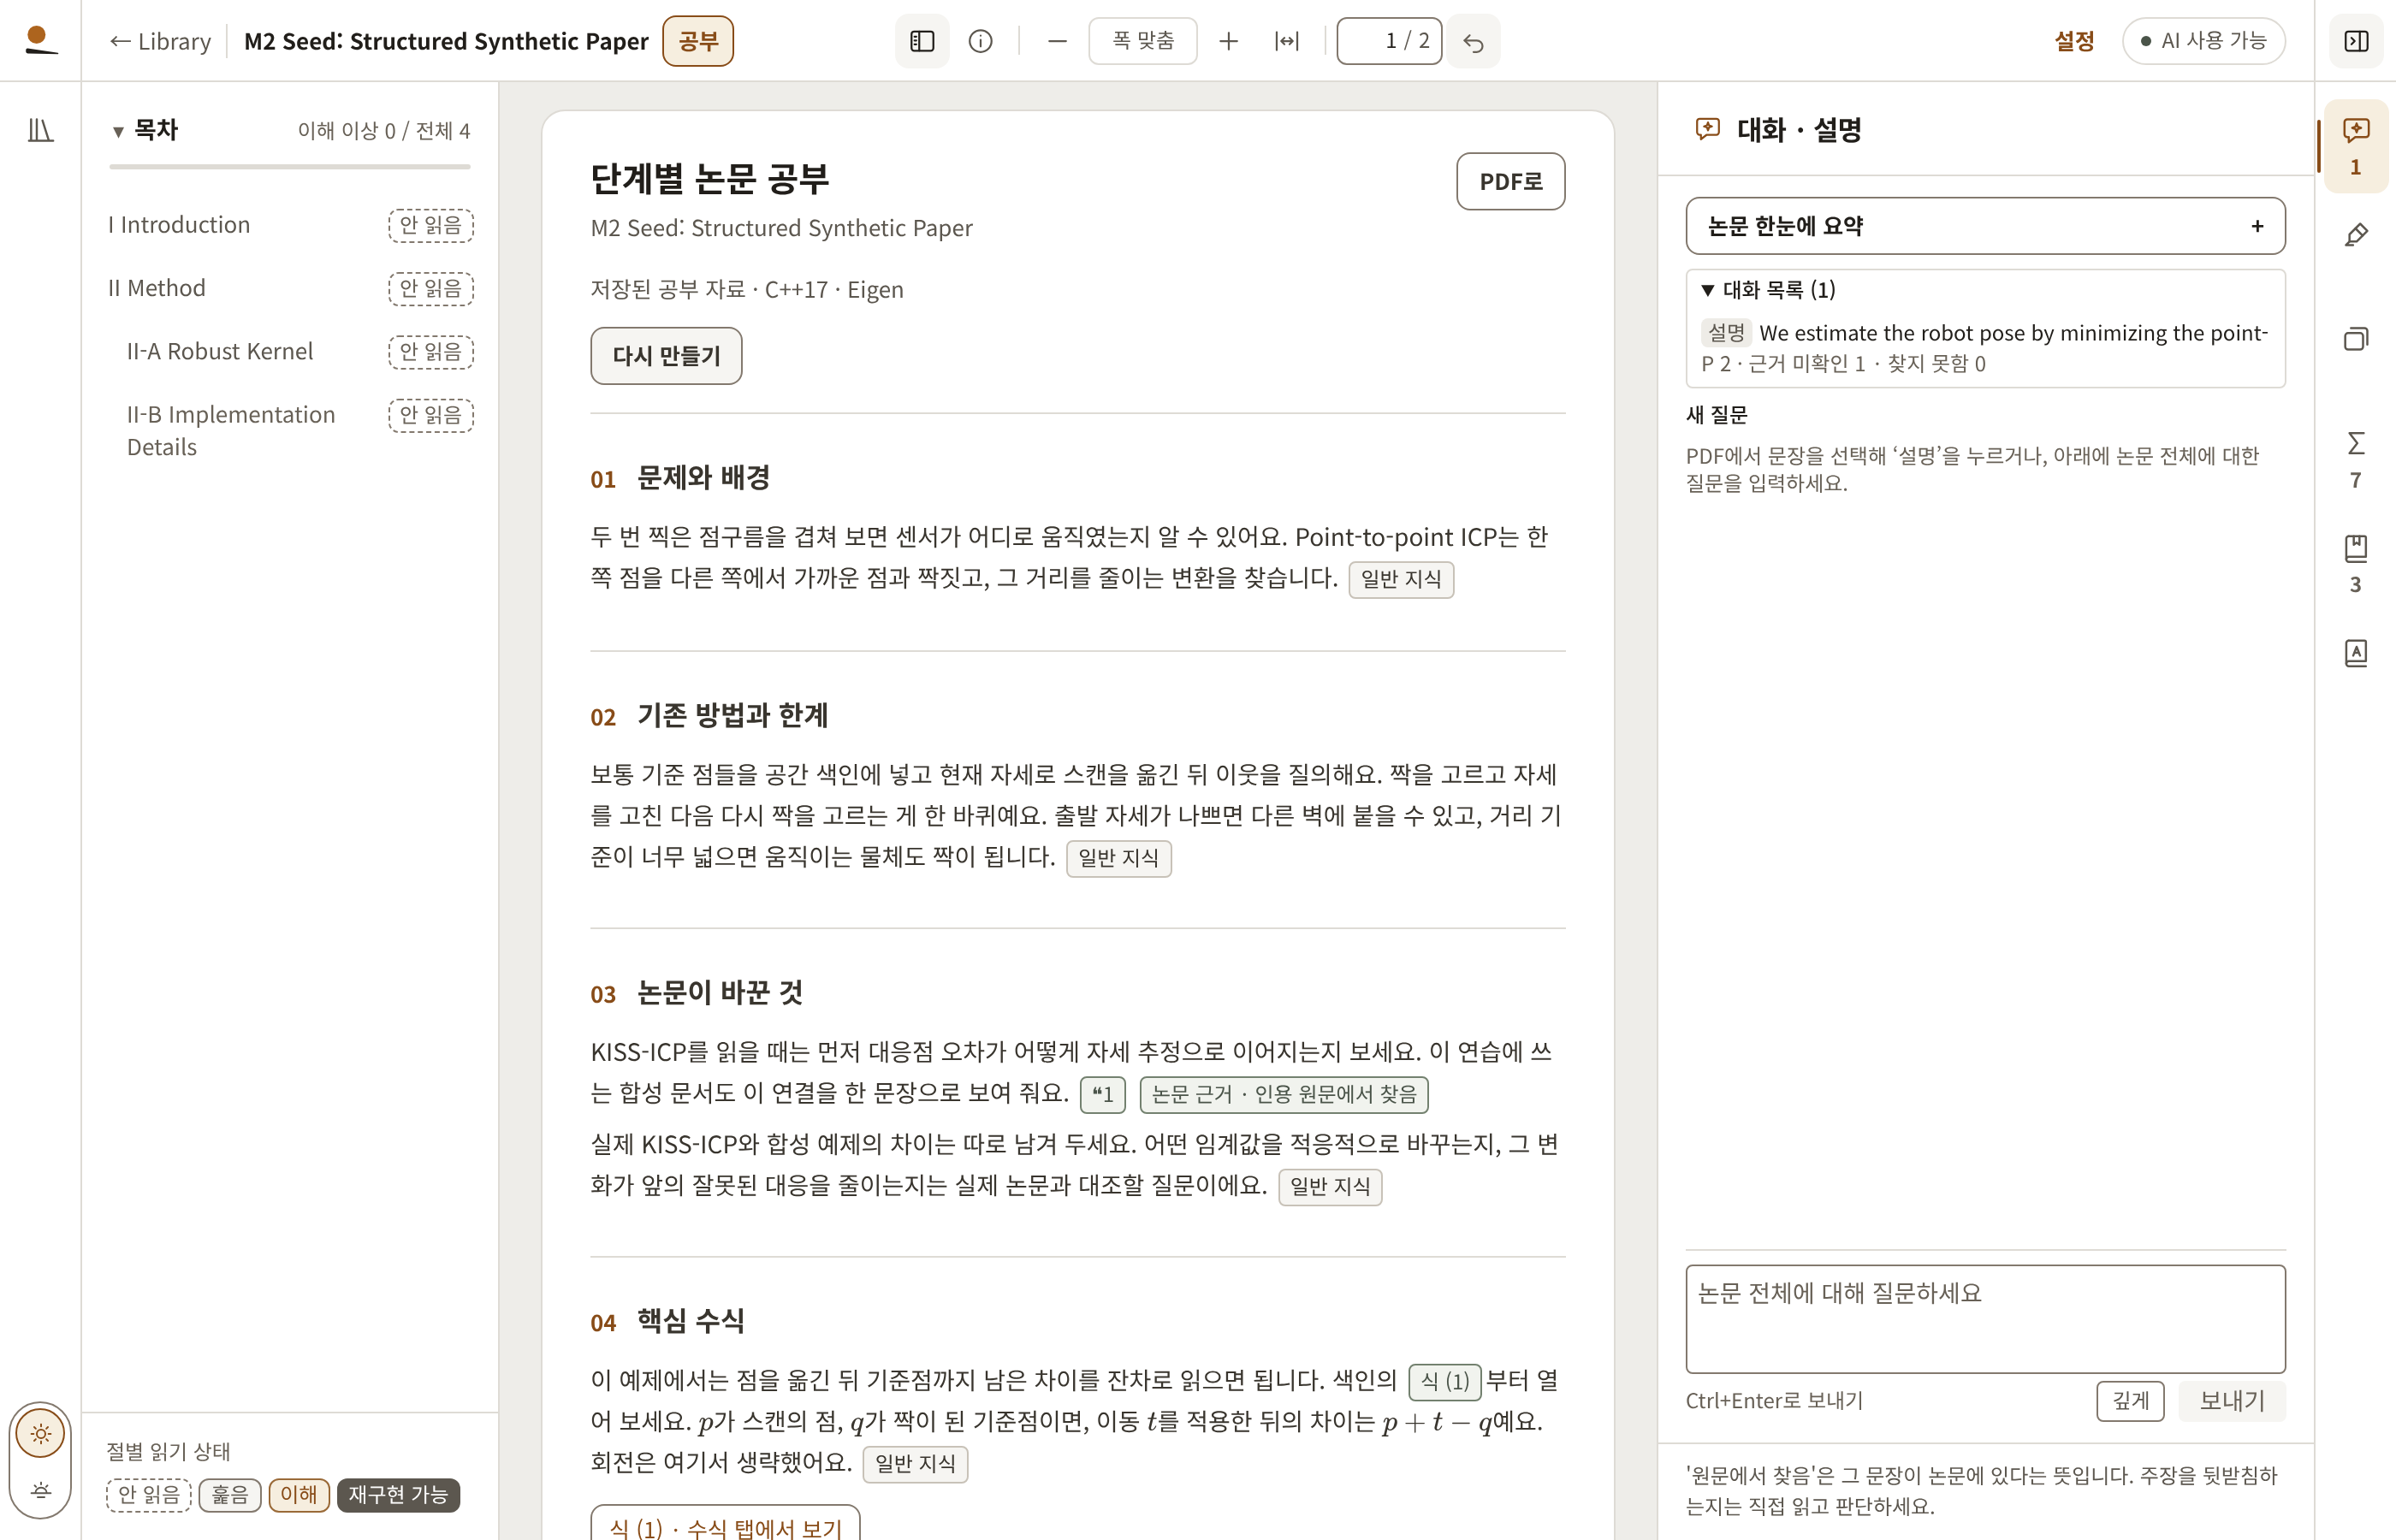 ← Library
M2 Seed: Structured Synthetic Paper
공부
폭 맞춤
1 / 2
설정
AI 사용 가능
▼ 목차
이해 이상 0 / 전체 4
I Introduction
안 읽음
II Method
안 읽음
II-A Robust Kernel
안 읽음
II-B Implementation
Details
안 읽음
절별 읽기 상태
안 읽음
훑음
이해
재구현 가능
단계별 논문 공부
PDF로
M2 Seed: Structured Synthetic Paper
저장된 공부 자료 · C++17 · Eigen
다시 만들기
01 문제와 배경
두 번 찍은 점구름을 겹쳐 보면 센서가 어디로 움직였는지 알 수 있어요. Point-to-point ICP는 한
쪽 점을 다른 쪽에서 가까운 점과 짝짓고, 그 거리를 줄이는 변환을 찾습니다. 일반 지식
02 기존 방법과 한계
보통 기준 점들을 공간 색인에 넣고 현재 자세로 스캔을 옮긴 뒤 이웃을 질의해요. 짝을 고르고 자세
를 고친 다음 다시 짝을 고르는 게 한 바퀴예요. 출발 자세가 나쁘면 다른 벽에 붙을 수 있고, 거리 기
준이 너무 넓으면 움직이는 물체도 짝이 됩니다. 일반 지식
03 논문이 바꾼 것
KISS-ICP를 읽을 때는 먼저 대응점 오차가 어떻게 자세 추정으로 이어지는지 보세요. 이 연습에 쓰
는 합성 문서도 이 연결을 한 문장으로 보여 줘요. ❝1 논문 근거 · 인용 원문에서 찾음
실제 KISS-ICP와 합성 예제의 차이는 따로 남겨 두세요. 어떤 임계값을 적응적으로 바꾸는지, 그 변
화가 앞의 잘못된 대응을 줄이는지는 실제 논문과 대조할 질문이에요. 일반 지식
04 핵심 수식
이 예제에서는 점을 옮긴 뒤 기준점까지 남은 차이를 잔차로 읽으면 됩니다. 색인의 식 (1) 부터 열
어 보세요. p가 스캔의 점, q가 짝이 된 기준점이면, 이동 t를 적용한 뒤의 차이는 p + t − q예요.
회전은 여기서 생략했어요. 일반 지식
식 (1) · 수식 탭에서 보기
대화 · 설명
논문 한눈에 요약 +
▼ 대화 목록 (1)
설명 We estimate the robot pose by minimizing the point-
P 2 · 근거 미확인 1 · 찾지 못함 0
새 질문
PDF에서 문장을 선택해 ‘설명’을 누르거나, 아래에 논문 전체에 대한
질문을 입력하세요.
논문 전체에 대해 질문하세요
Ctrl+Enter로 보내기
깊게
보내기
'원문에서 찾음'은 그 문장이 논문에 있다는 뜻입니다. 주장을 뒷받침하
는지는 직접 읽고 판단하세요.
1
Σ
7
3
A